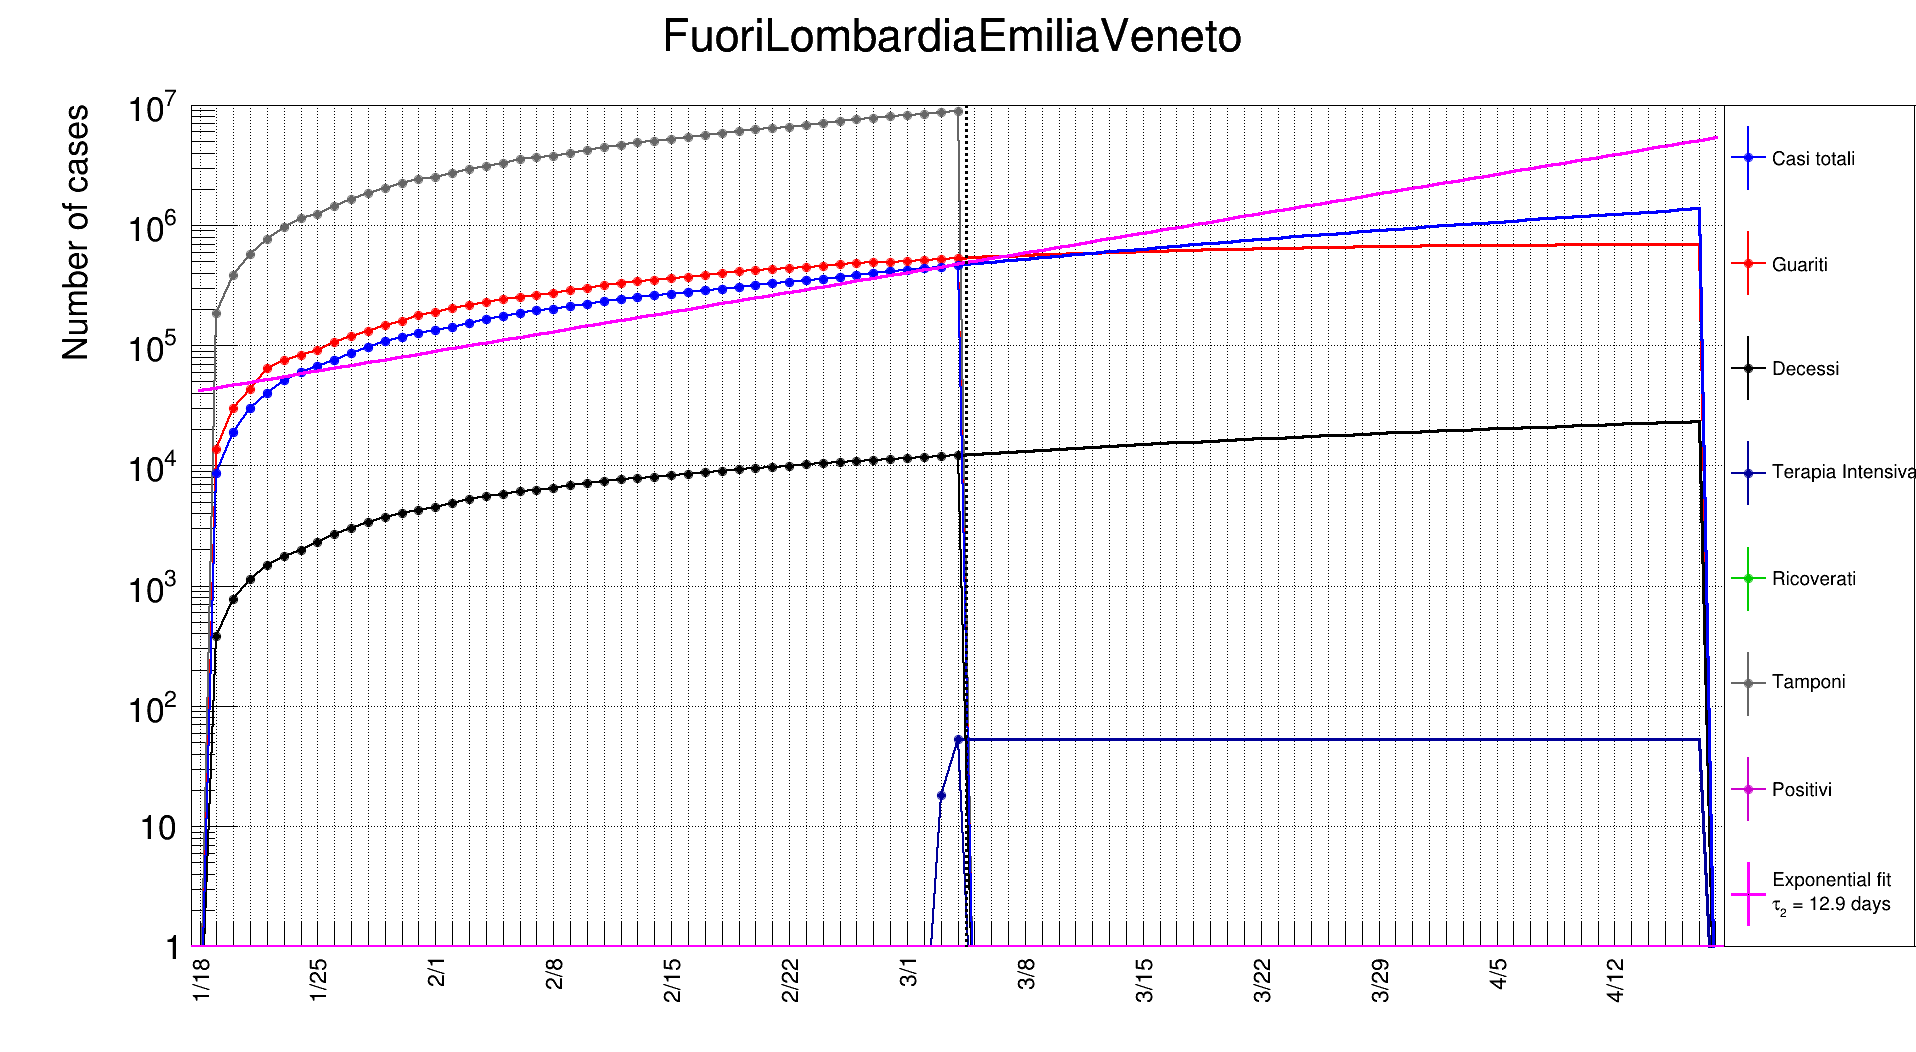 FuoriLombardiaEmiliaVeneto
Number of cases
10^7
10^6
10^5
10^4
10^3
10^2
10
1
1/18
1/25
2/1
2/8
2/15
2/22
3/1
3/8
3/15
3/22
3/29
4/5
4/12
Casi totali
Guariti
Decessi
Terapia Intensiva
Ricoverati
Tamponi
Positivi
Exponential fit
τ₂ = 12.9 days